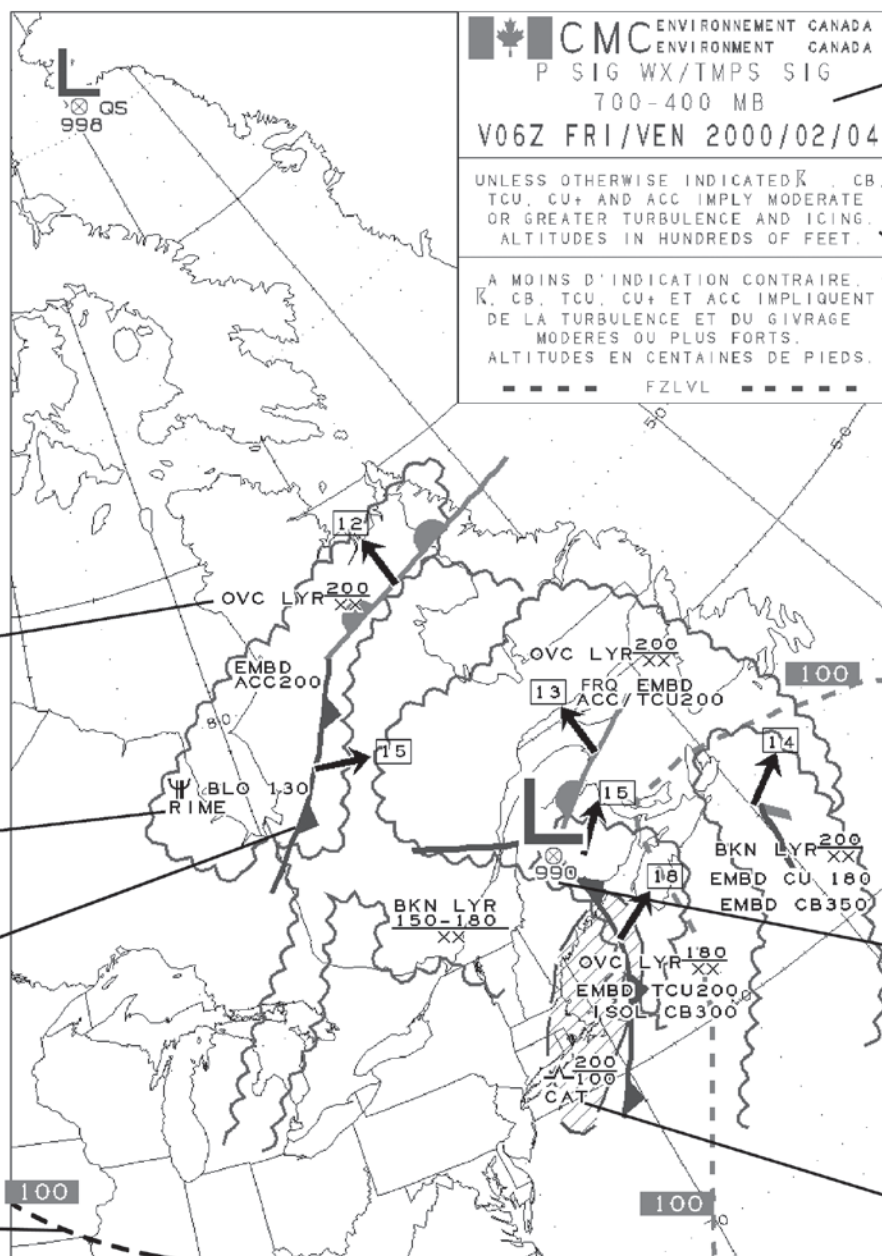 CMC ENVIRONNEMENT CANADA
ENVIRONMENT CANADA
P SIG WX/TMPS SIG
700-400 MB
V06Z FRI/VEN 2000/02/04
UNLESS OTHERWISE INDICATED, CB,
TCU, CU+ AND ACC IMPLY MODERATE
OR GREATER TURBULENCE AND ICING.
ALTITUDES IN HUNDREDS OF FEET.
A MOINS D'INDICATION CONTRAIRE,
CB, TCU, CU+ ET ACC IMPLIQUENT
DE LA TURBULENCE ET DU GIVRAGE
MODERES OU PLUS FORTS.
ALTITUDES EN CENTAINES DE PIEDS.
FZLVL
L
QS
998
50
50
12
OVC LYR 200
XX
EMBD
ACC200
80
15
BLO 130
RIME
OVC LYR 200
XX
13
FRQ EMBD
ACC/TCU200
100
14
15
L
990
18
BKN LYR 200
XX
EMBD CU 180
EMBD CB350
BKN LYR
150-180
XX
OVC LYR 180
XX
EMBD TCU200
ISOL CB300
200
100
CAT
100
100